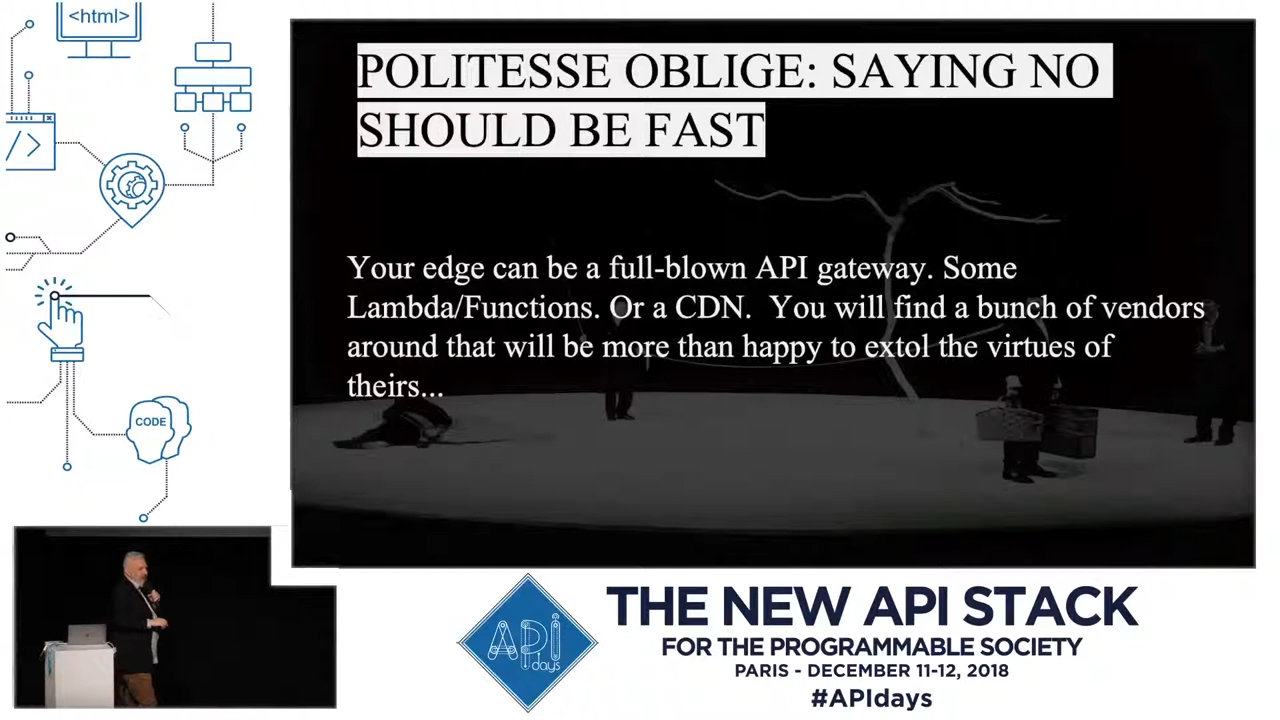 <html>
</>
CODE
POLITESSE OBLIGE: SAYING NO
SHOULD BE FAST
Your edge can be a full-blown API gateway. Some
Lambda/Functions. Or a CDN.  You will find a bunch of vendors
around that will be more than happy to extol the virtues of
theirs...
API
days
THE NEW API STACK
FOR THE PROGRAMMABLE SOCIETY
PARIS - DECEMBER 11-12, 2018
#APIdays